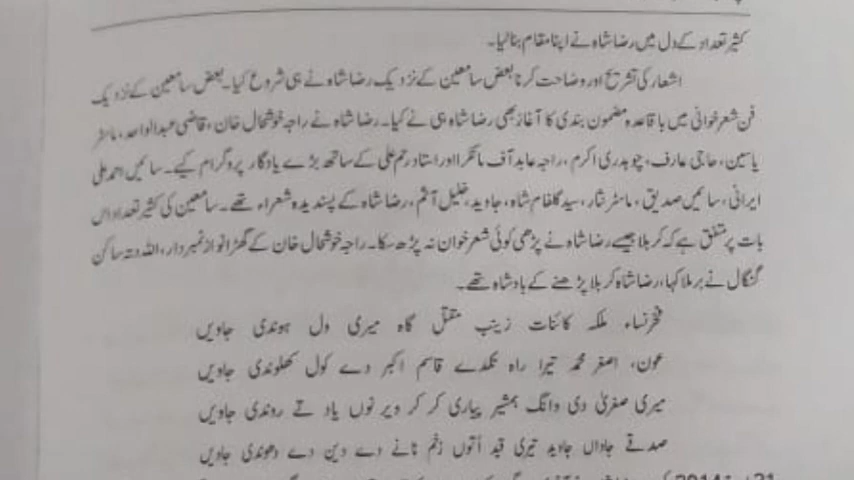 کثیر تعداد کے دل میں رضا شاہ نے اپنا مقام بنا لیا۔
اشعار کی تشریح اور وضاحت کرنا بعض سامعین کے نزدیک رضا شاہ نے ہی شروع کیا۔ بعض سامعین کے نزدیک
فن شعر خوانی میں باقاعدہ مضمون بندی کا آغاز بھی رضا شاہ ہی نے کیا۔ رضا شاہ نے راجہ خوشحال خان، قاضی عبدالواحد، ماسٹر
یاسین، حاجی عارف، چوہدری اکرم، راجہ عابد آف مانکرا اور استاد رحم علی کے ساتھ بڑے یادگار پروگرام کیے۔ سائیں احمد علی
ایرانی، سائیں صدیق، ماسٹر نثار، سید گلفام شاہ، جاوید، خلیل آثم، رضا شاہ کے پسندیدہ شعراء تھے۔ سامعین کی کثیر تعداد اس
بات پر متفق ہے کہ کربلا جیسے رضا شاہ نے پڑھی کوئی شعر خوان نہ پڑھ سکا۔ راجہ خوشحال خان کے گھڑا نواز نمبردار، اللہ دتہ ساکن
گنگال نے برملا کہا، رضا شاہ کربلا پڑھنے کے بادشاہ تھے۔
فخر نساء ملکہ کائنات زینب مقتل گاہ میری ول ہوندی جاویں
عون، اصغر محمد تیرا راہ تکدے قاسم اکبر دے کول کھلوندی جاویں
میری صغریٰ دی وانگ ہمشیر پیاری کر کر ویر نوں یاد تے روندی جاویں
صدقے جاواں جاوید تیری قید اُتوں زخم نانے دے دین دے دھوندی جاویں